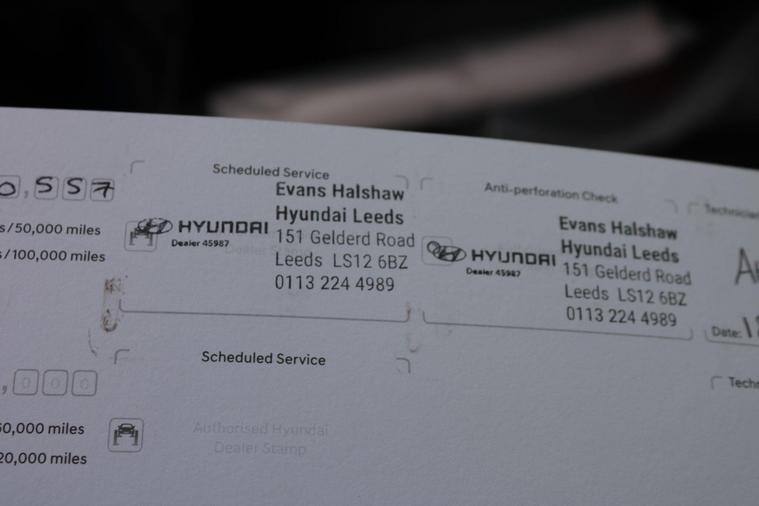 0,557
Scheduled Service
Evans Halshaw
Hyundai Leeds
HYUNDAI
151 Gelderd Road
Dealer 45987
Leeds LS12 6BZ
0113 224 4989
Anti-perforation Check
Evans Halshaw
Hyundai Leeds
HYUNDAI
151 Gelderd Road
Dealer 45987
Leeds LS12 6BZ
0113 224 4989
s/50,000 miles
s/100,000 miles
Date:
Scheduled Service
,000
60,000 miles
20,000 miles
Authorised Hyundai
Dealer Stamp